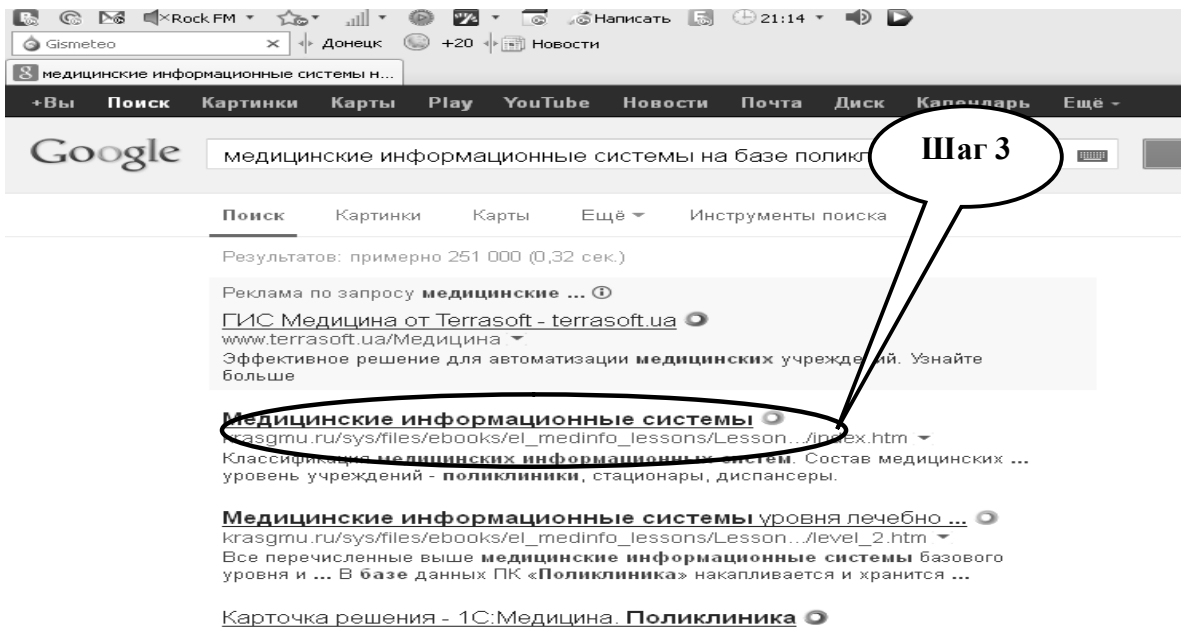 Rock FM Написать 21:14
Gismeteo × Донецк +20 Новости
8 медицинские информационные системы н...
+Вы Поиск Картинки Карты Play YouTube Новости Почта Диск Календарь Ещё
Google медицинские информационные системы на базе Шаг 3
Поиск Картинки Карты Ещё Инструменты поиска
Результатов: примерно 251 000 (0,32 сек.)
Реклама по запросу медицинские ...
ГИС Медицина от Terrasoft - terrasoft.ua
www.terrasoft.ua/Медицина
Эффективное решение для автоматизации медицинских учреждений. Узнайте
больше
Медицинские информационные системы
krasgmu.ru/sys/files/ebooks/el_medinfo_lessons/Lesson.../index.htm
Классификация медицинских информационных систем. Состав медицинских ...
уровень учреждений - поликлиники, стационары, диспансеры.
Медицинские информационные системы уровня лечебно ...
krasgmu.ru/sys/files/ebooks/el_medinfo_lessons/Lesson.../level_2.htm
Все перечисленные выше медицинские информационные системы базового
уровня и ... В базе данных ПК «Поликлиника» накапливается и хранится ...
Карточка решения - 1С:Медицина. Поликлиника